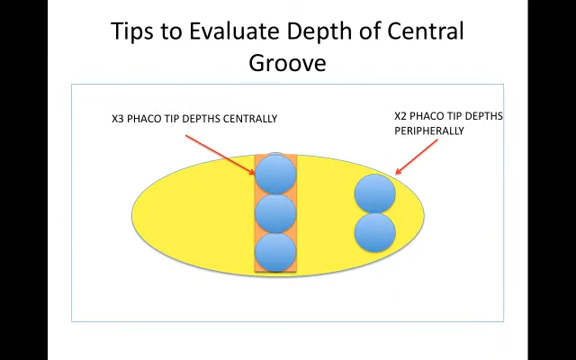 Tips to Evaluate Depth of Central
Groove
X3 PHACO TIP DEPTHS CENTRALLY
X2 PHACO TIP DEPTHS
PERIPHERALLY